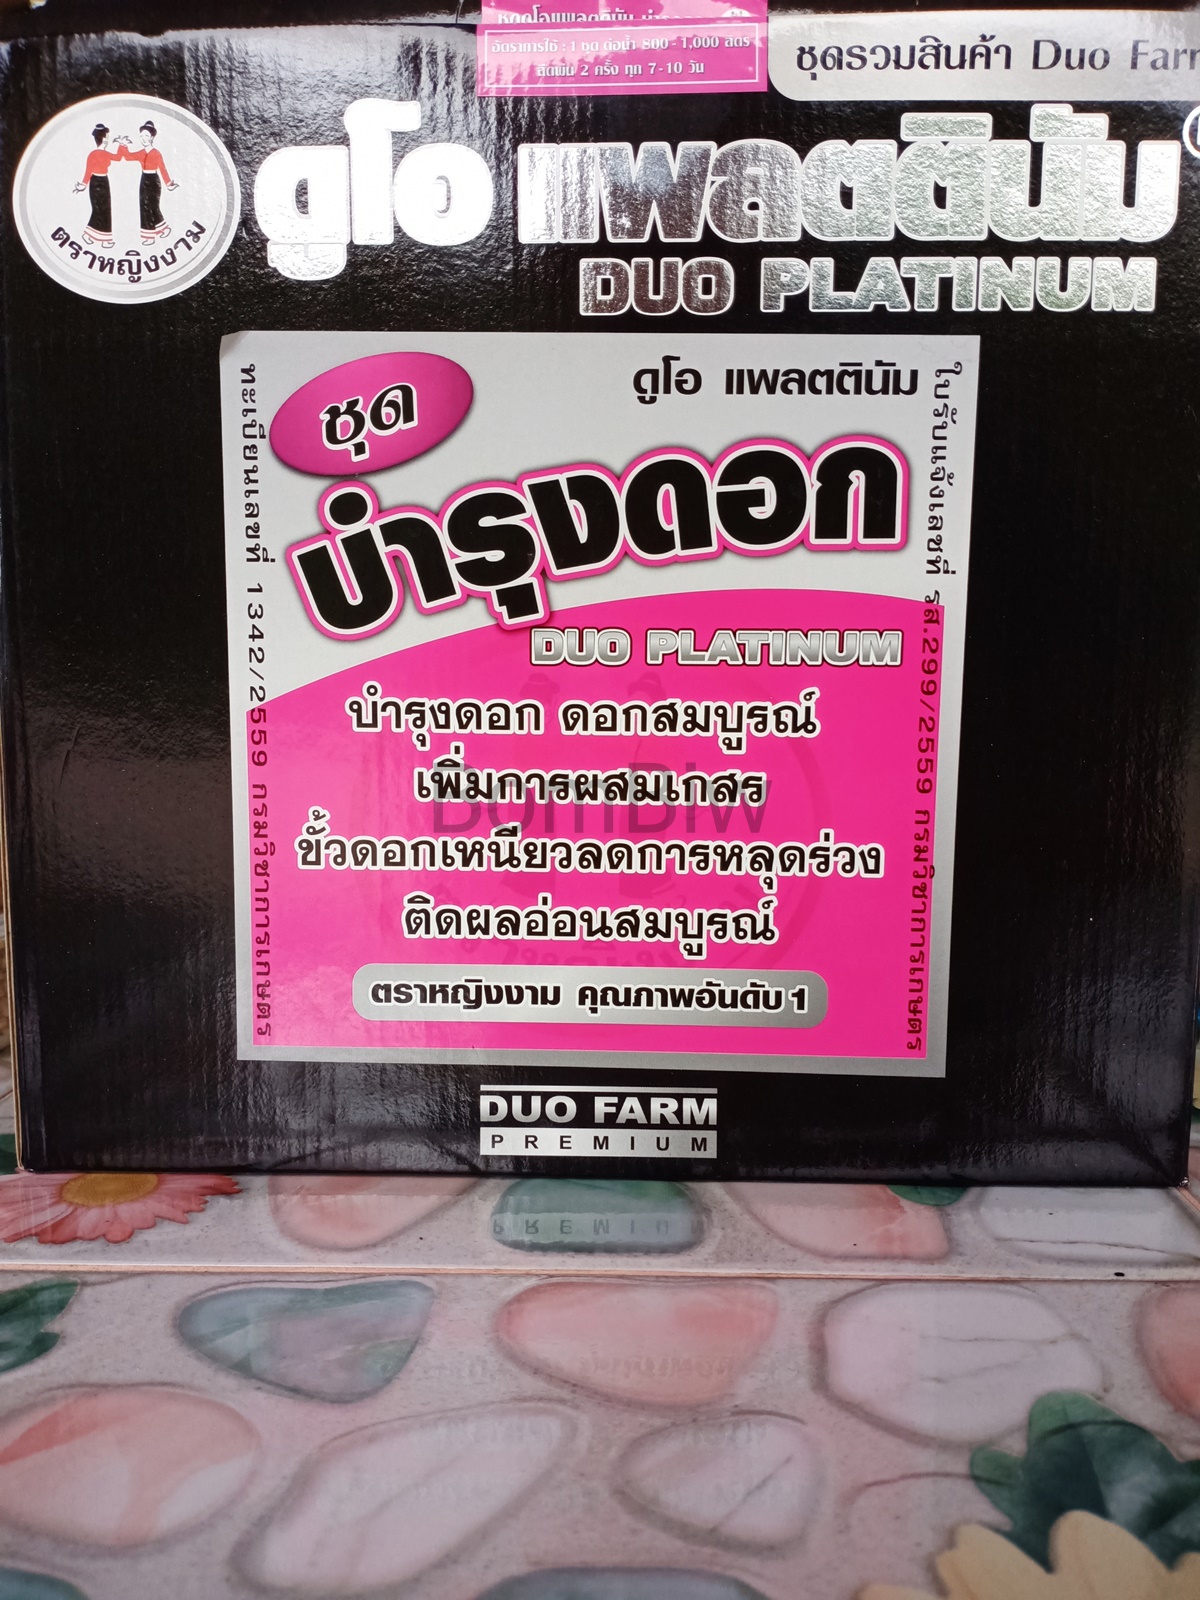 อัตราการใช้ : 1 ชุด ต่อน้ำ 800 - 1,000 ลิตร
ฉีดพ่น 2 ครั้ง ทุก 7-10 วัน
ชุดรวมสินค้า Duo Farm
ตราหญิงงาม
ดูโอ แพลตตินัม
DUO PLATINUM
ชุด
ดูโอ แพลตตินัม
บำรุงดอก
DUO PLATINUM
ทะเบียนเลขที่ 1342/2559 กรมวิชาการเกษตร
ใบรับแจ้งเลขที่ รส.299/2559 กรมวิชาการเกษตร
บำรุงดอก ดอกสมบูรณ์
เพิ่มการผสมเกสร
BomBiw
ขั้วดอกเหนียวลดการหลุดร่วง
ติดผลอ่อนสมบูรณ์
ตราหญิงงาม คุณภาพอันดับ 1
DUO FARM
PREMIUM